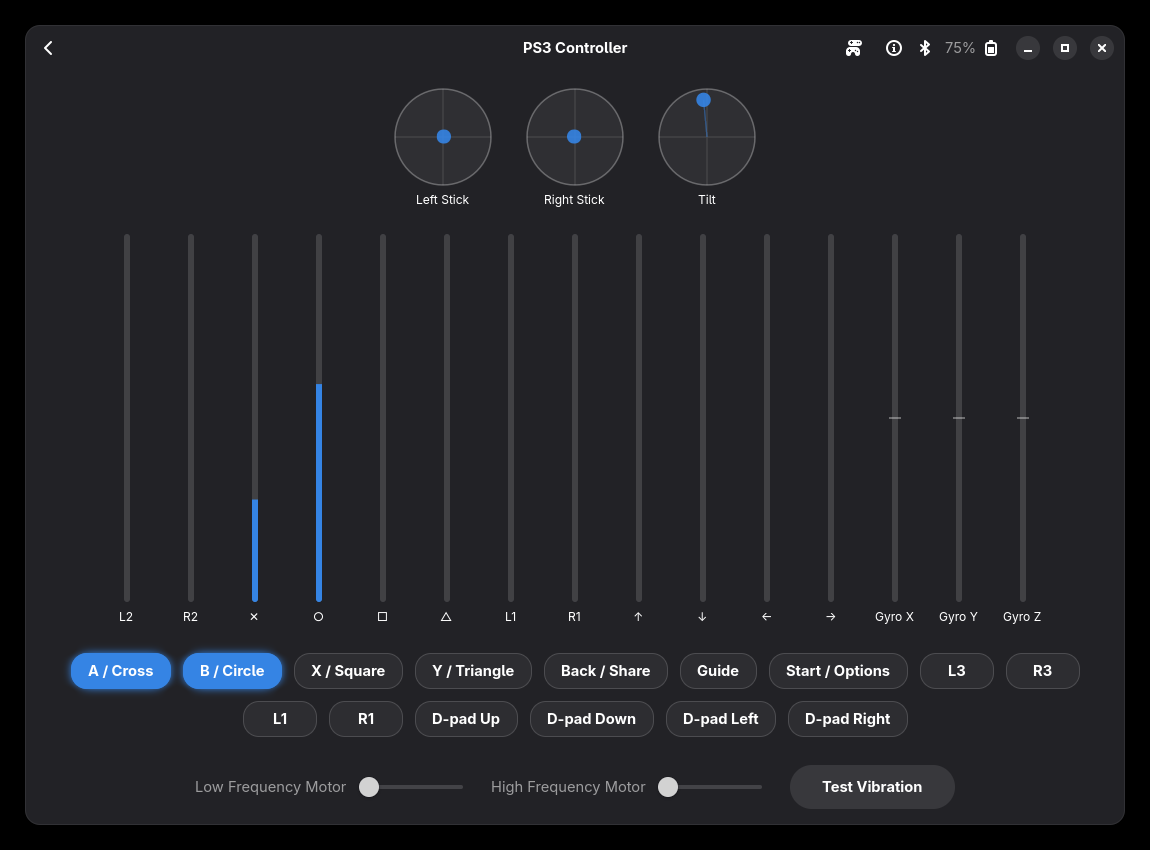 PS3 Controller
75%
Left Stick Right Stick Tilt
L2 R2 ✕ ○ □ △ L1 R1 ↑ ↓ ← → Gyro X Gyro Y Gyro Z
A / Cross B / Circle X / Square Y / Triangle Back / Share Guide Start / Options L3 R3
L1 R1 D-pad Up D-pad Down D-pad Left D-pad Right
Low Frequency Motor High Frequency Motor Test Vibration